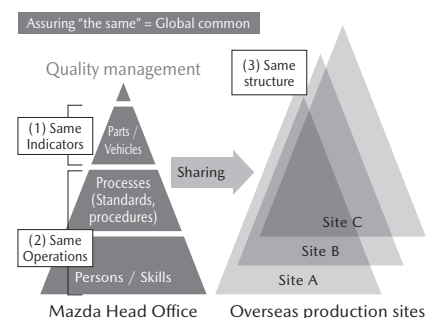 Assuring "the same" = Global common
Quality management
(1) Same
Indicators
Parts /
Vehicles
(3) Same
structure
Sharing
Processes
(Standards,
procedures)
(2) Same
Operations
Persons / Skills
Site C
Site B
Site A
Mazda Head Office
Overseas production sites